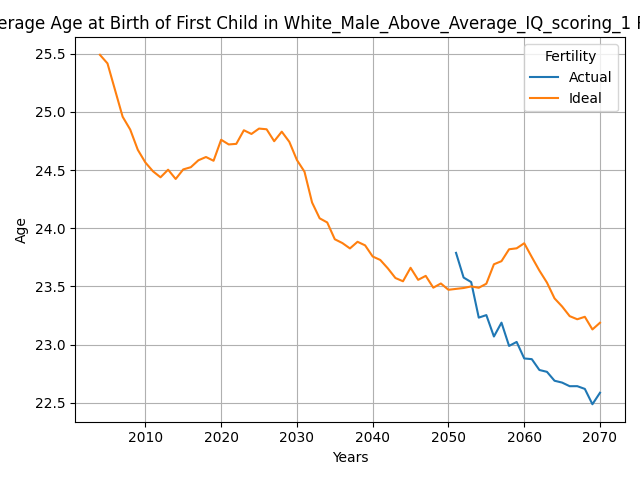 erage Age at Birth of First Child in White_Male_Above_Average_IQ_scoring_1
Fertility
Actual
Ideal
25.5
25.0
24.5
24.0
23.5
23.0
22.5
Age
2010 2020 2030 2040 2050 2060 2070
Years